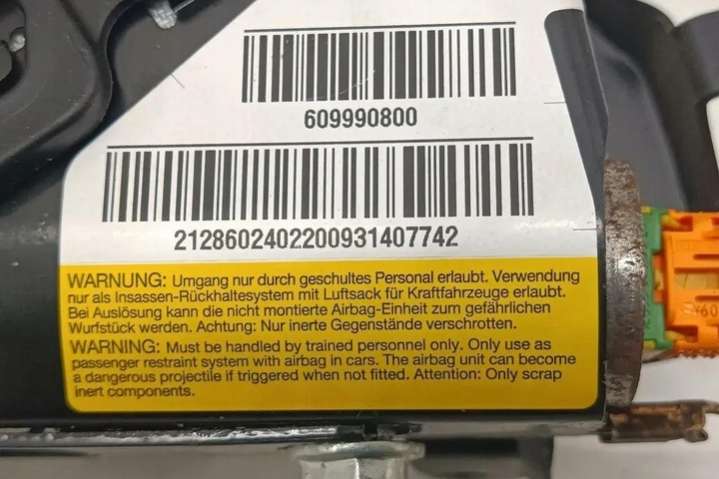 609990800
2128602402200931407742
WARNUNG: Umgang nur durch geschultes Personal erlaubt. Verwendung
nur als Insassen-Rückhaltesystem mit Luftsack für Kraftfahrzeuge erlaubt.
Bei Auslösung kann die nicht montierte Airbag-Einheit zum gefährlichen
Wurfstück werden. Achtung: Nur inerte Gegenstände verschrotten.
WARNING: Must be handled by trained personnel only. Only use as
passenger restraint system with airbag in cars. The airbag unit can become
a dangerous projectile if triggered when not fitted. Attention: Only scrap
inert components.